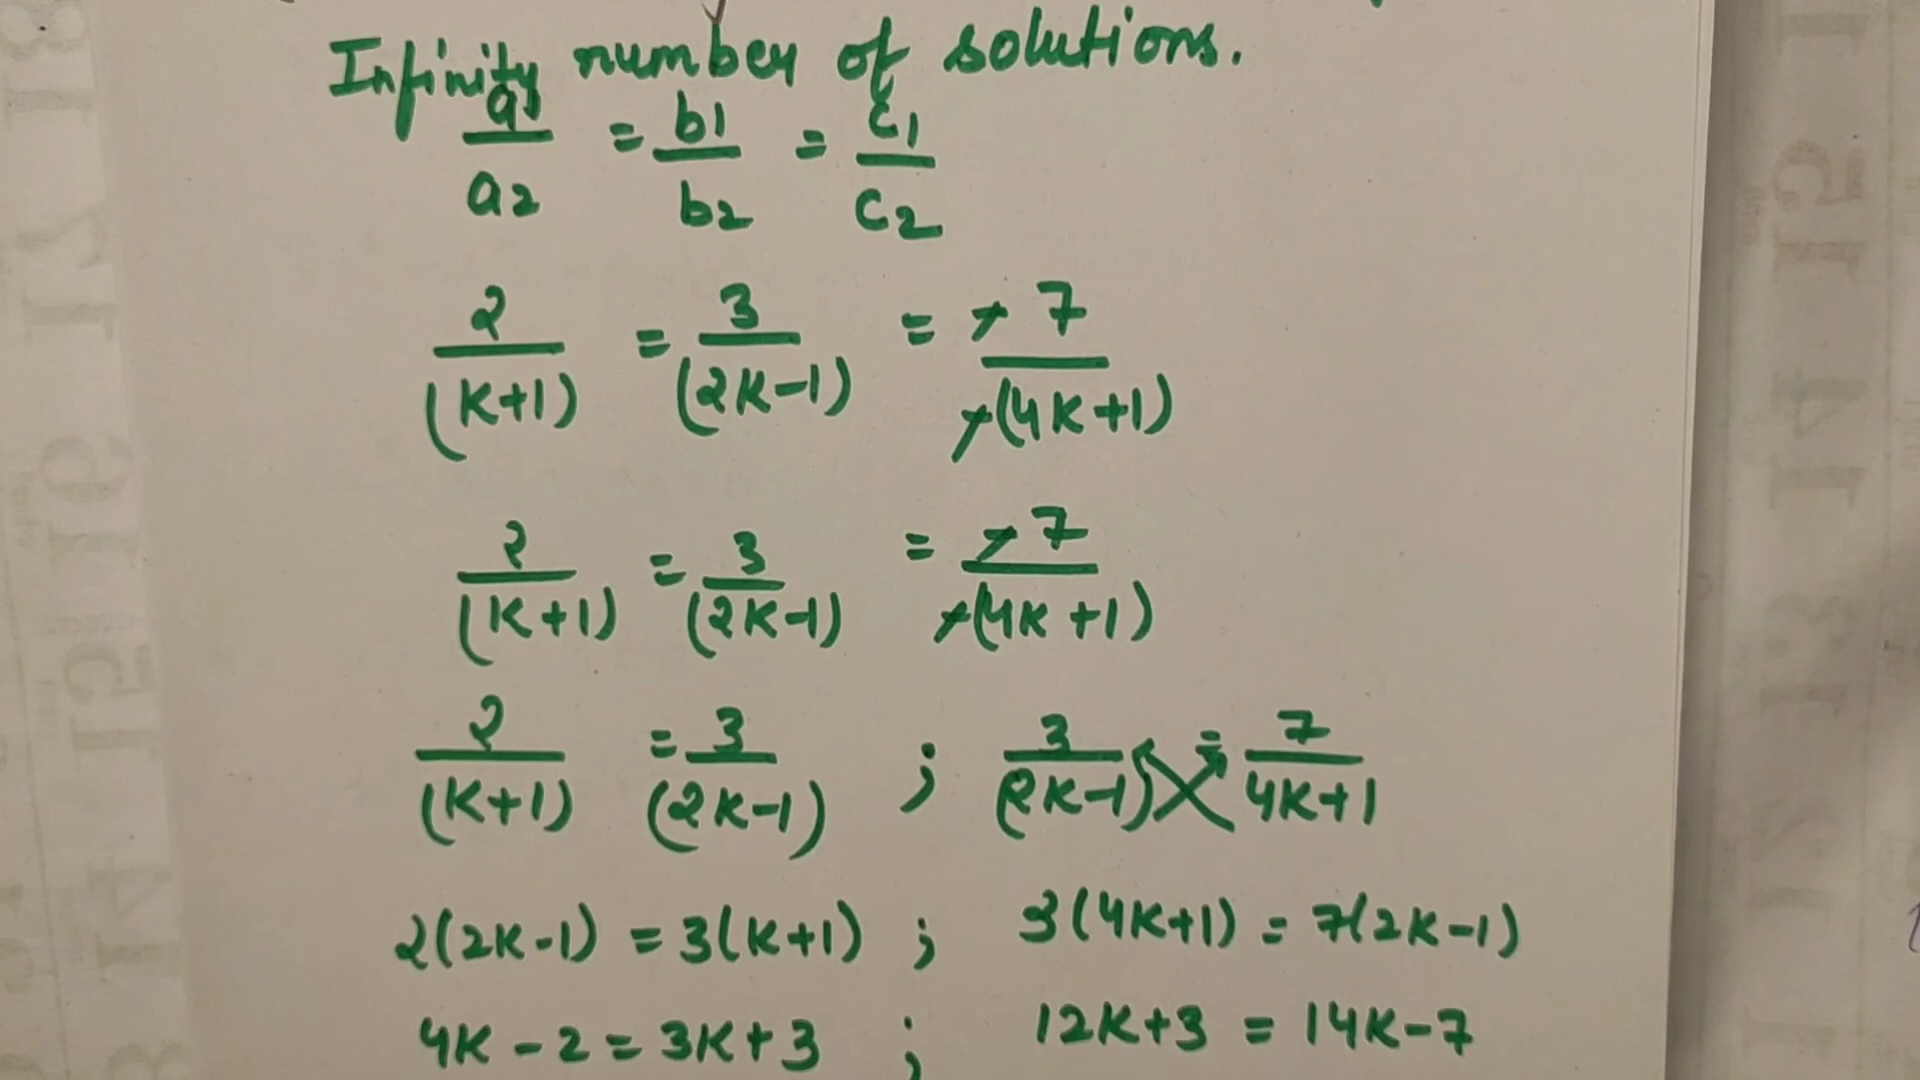 Infinity number of solutions.
a1/a2 = b1/b2 = c1/c2
2/(K+1) = 3/(2K-1) = -7/-(4K+1)
2/(K+1) = 3/(2K-1) = -7/-(4K+1)
2/(K+1) = 3/(2K-1) ; 3/(2K-1) = 7/4K+1
2(2K-1) = 3(K+1) ; 3(4K+1) = 7(2K-1)
4K - 2 = 3K + 3 ; 12K+3 = 14K-7